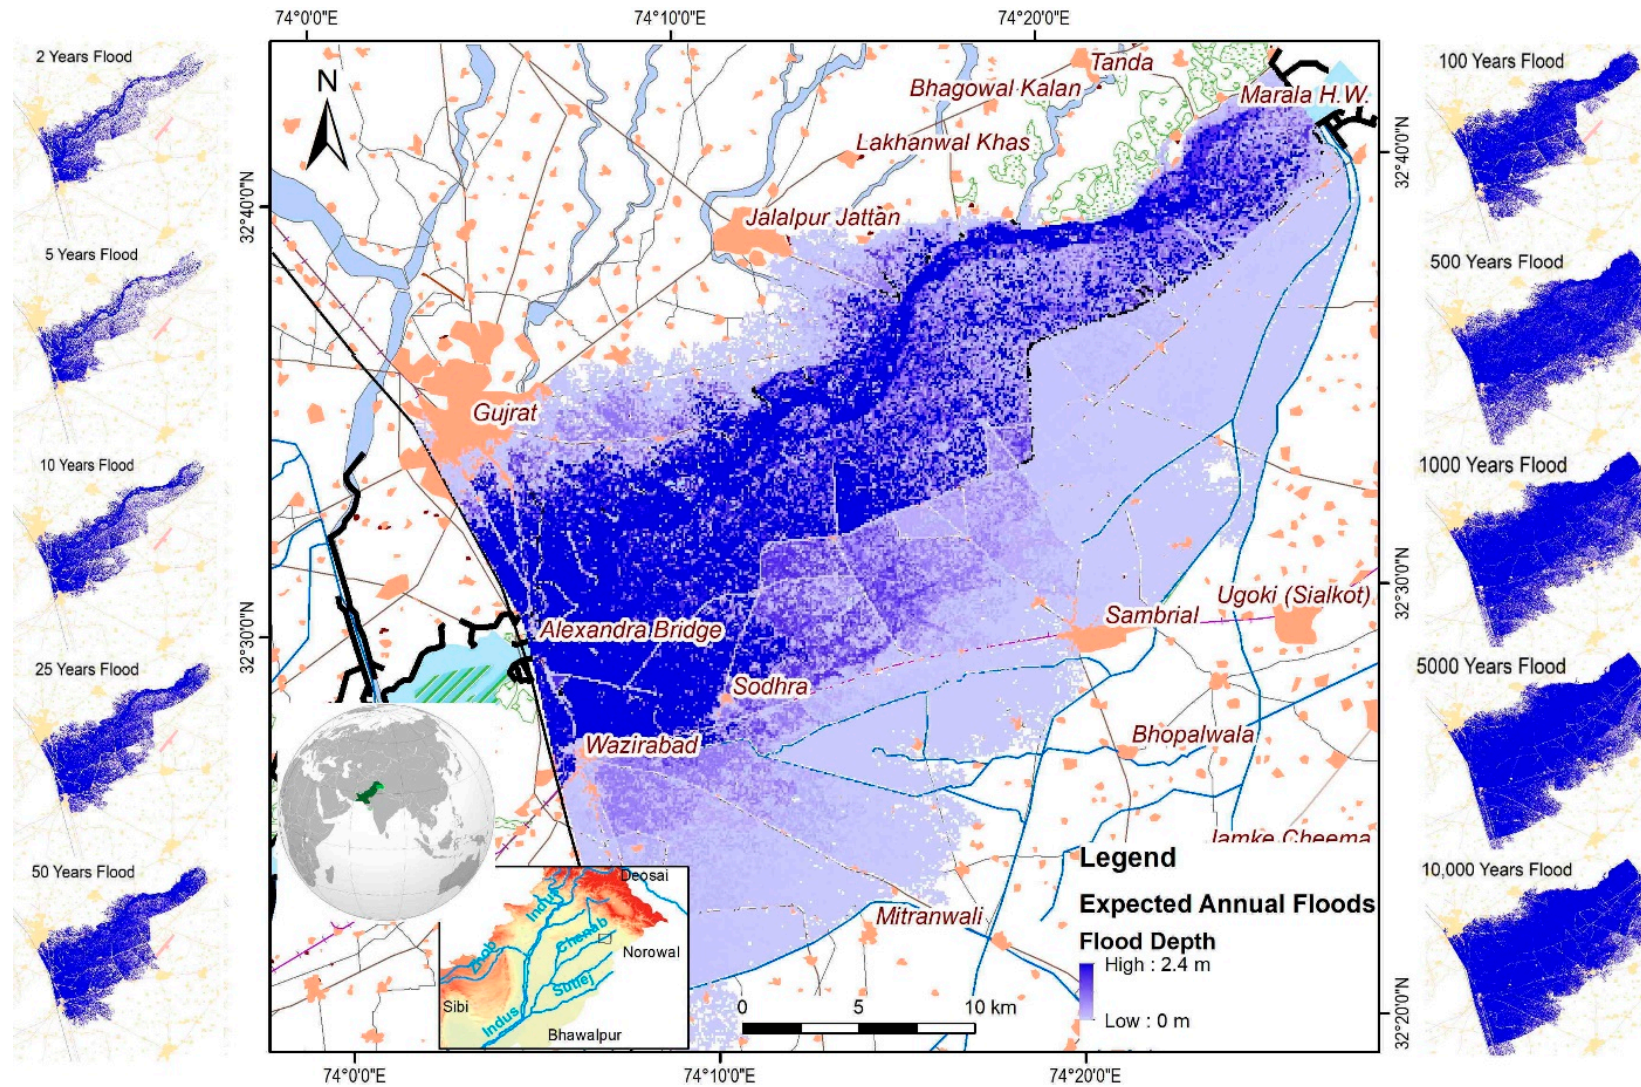 74°0'0"E
74°10'0"E
74°20'0"E
2 Years Flood
5 Years Flood
10 Years Flood
25 Years Flood
50 Years Flood
32°40'0"N
32°30'0"N
N
Tanda
Bhagowal Kalan
Marala H.W.
Lakhanwal Khas
Jalalpur Jattan
Gujrat
Ugoki (Sialkot)
Sambrial
Alexandra Bridge
Sodhra
Bhopalwala
Wazirabad
Jamke Cheema
Mitranwali
Legend
Expected Annual Floods
Flood Depth
High : 2.4 m
Low : 0 m
0 5 10 km
Deosai
Indus
Chenab
Norowal
Zhob
Sutlej
Sibi
Indus
Bhawalpur
32°40'0"N
32°30'0"N
32°20'0"N
100 Years Flood
500 Years Flood
1000 Years Flood
5000 Years Flood
10,000 Years Flood
74°0'0"E
74°10'0"E
74°20'0"E